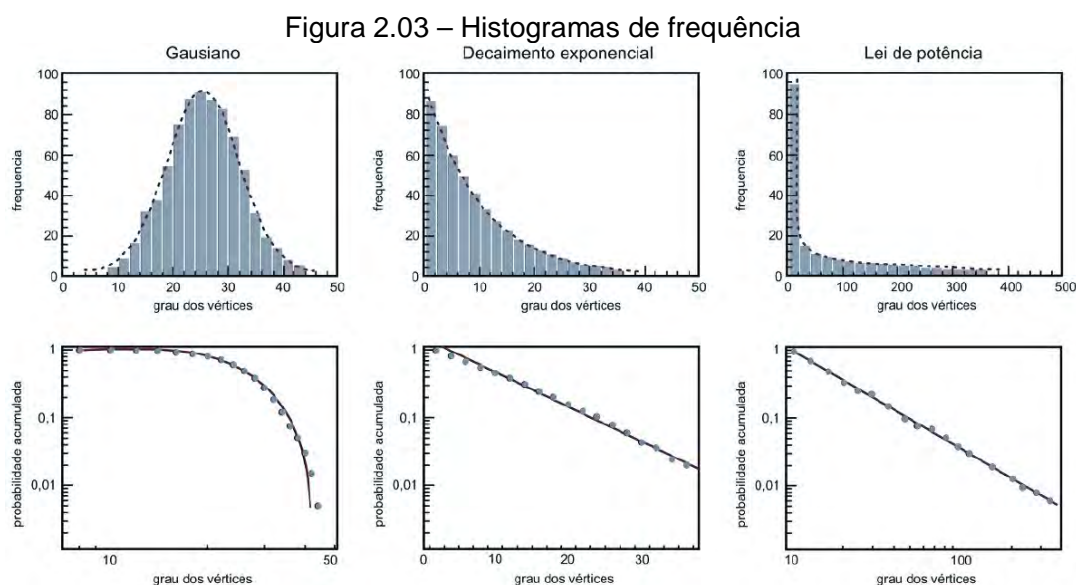 Figura 2.03 – Histogramas de frequência
Gausiano
Decaimento exponencial
Lei de potência
frequencia
100
80
60
40
20
0
0 10 20 30 40 50
grau dos vértices
frequência
100
80
60
40
20
0
0 10 20 30 40 50
grau dos vértices
frequência
100
80
60
40
20
0
0 100 200 300 400 500
grau dos vértices
probabilidade acumulada
1
0,1
0,01
10 50
grau dos vértices
probabilidade acumulada
1
0,1
0,01
0 10 20 30
grau dos vértices
probabilidade acumulada
1
0,1
0,01
10 100
grau dos vértices